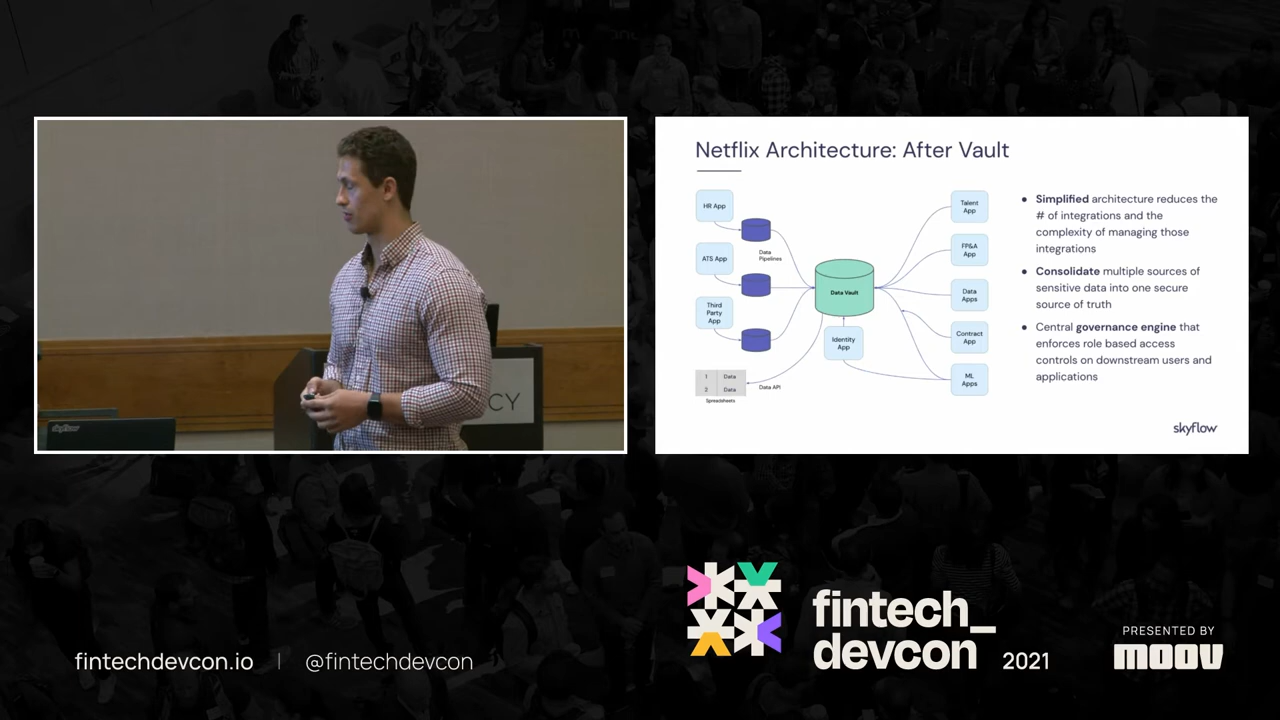 skyflow
CY
Netflix Architecture: After Vault
HR App
ATS App
Third
Party
App
Data
Pipelines
Data Vault
Identity
App
1 Data
2 Data
Spreadsheets
Data API
Talent
App
FP&A
App
Data
Apps
Contract
App
ML
Apps
• Simplified architecture reduces the
# of integrations and the
complexity of managing those
integrations
• Consolidate multiple sources of
sensitive data into one secure
source of truth
• Central governance engine that
enforces role based access
controls on downstream users and
applications
skyflow
fintechdevcon.io | @fintechdevcon
fintech_
devcon 2021
PRESENTED BY
MOOV